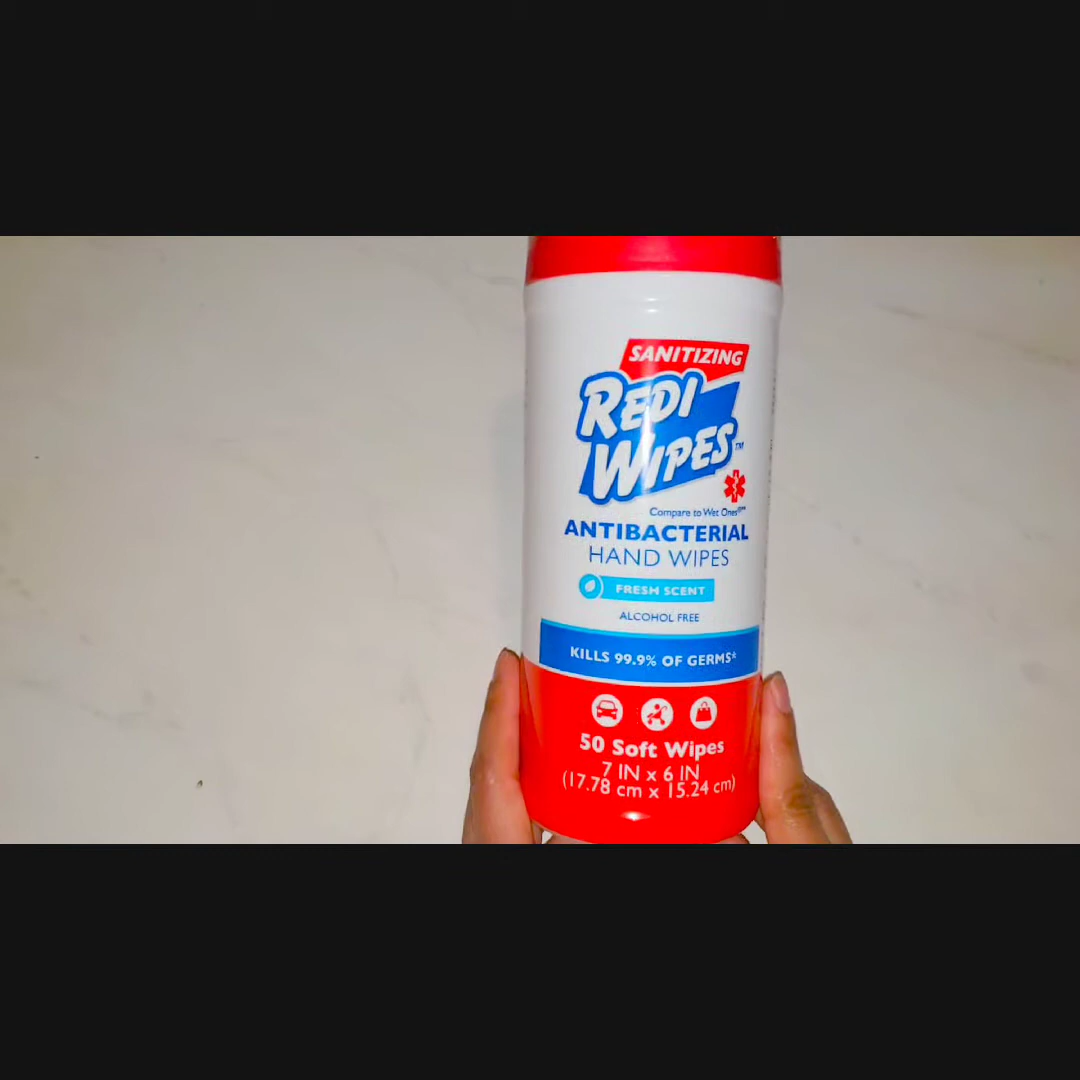 SANITIZING
REDI
WIPES™
Compare to Wet Ones®**
ANTIBACTERIAL
HAND WIPES
FRESH SCENT
ALCOHOL FREE
KILLS 99.9% OF GERMS*
50 Soft Wipes
7 IN x 6 IN
(17.78 cm x 15.24 cm)